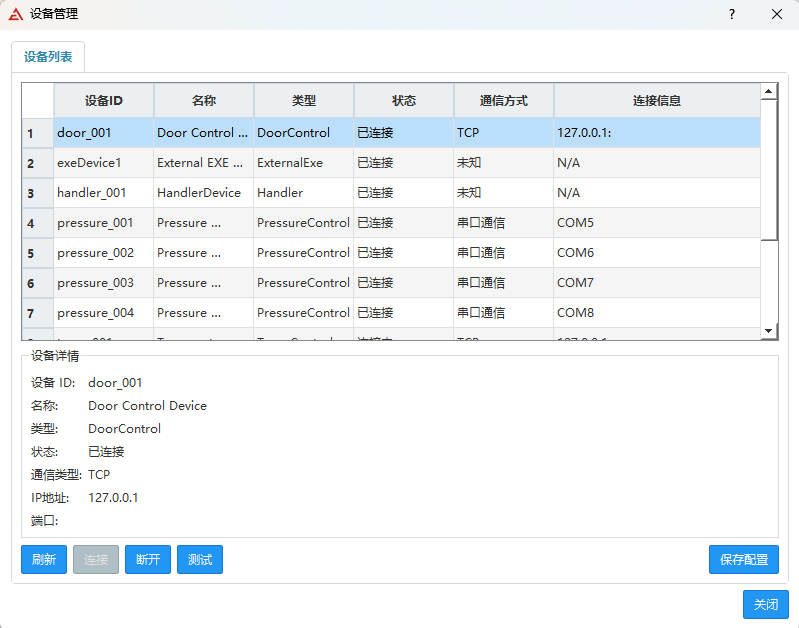 设备管理
?
设备列表
设备ID 名称 类型 状态 通信方式 连接信息
1 door_001 Door Control ... DoorControl 已连接 TCP 127.0.0.1:
2 exeDevice1 External EXE ... ExternalExe 已连接 未知 N/A
3 handler_001 HandlerDevice Handler 已连接 未知 N/A
4 pressure_001 Pressure ... PressureControl 已连接 串口通信 COM5
5 pressure_002 Pressure ... PressureControl 已连接 串口通信 COM6
6 pressure_003 Pressure ... PressureControl 已连接 串口通信 COM7
7 pressure_004 Pressure ... PressureControl 已连接 串口通信 COM8
设备详情
设备 ID: door_001
名称: Door Control Device
类型: DoorControl
状态: 已连接
通信类型: TCP
IP地址: 127.0.0.1
端口:
刷新 连接 断开 测试 保存配置
关闭